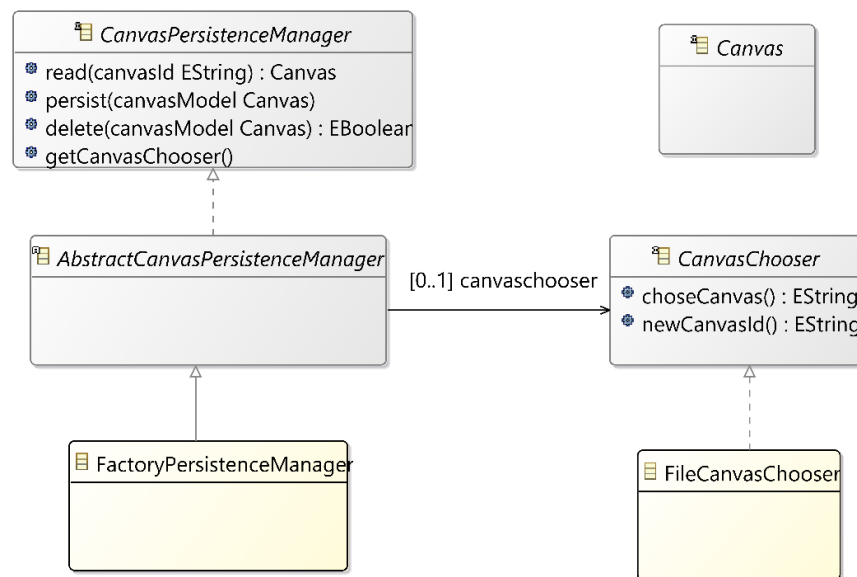 CanvasPersistenceManager
read(canvasId EString) : Canvas
persist(canvasModel Canvas)
delete(canvasModel Canvas) : EBoolean
getCanvasChooser()
Canvas
AbstractCanvasPersistenceManager
[0..1] canvaschooser
CanvasChooser
choseCanvas() : EString
newCanvasId() : EString
FactoryPersistenceManager
FileCanvasChooser